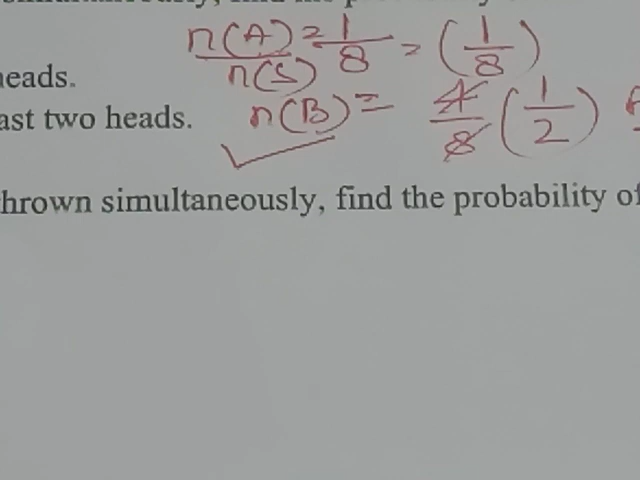 n(A)/n(S) = 1/8 = (1/8)
heads.
ast two heads. n(B) = 4/8 (1/2)
hrown simultaneously, find the probability of